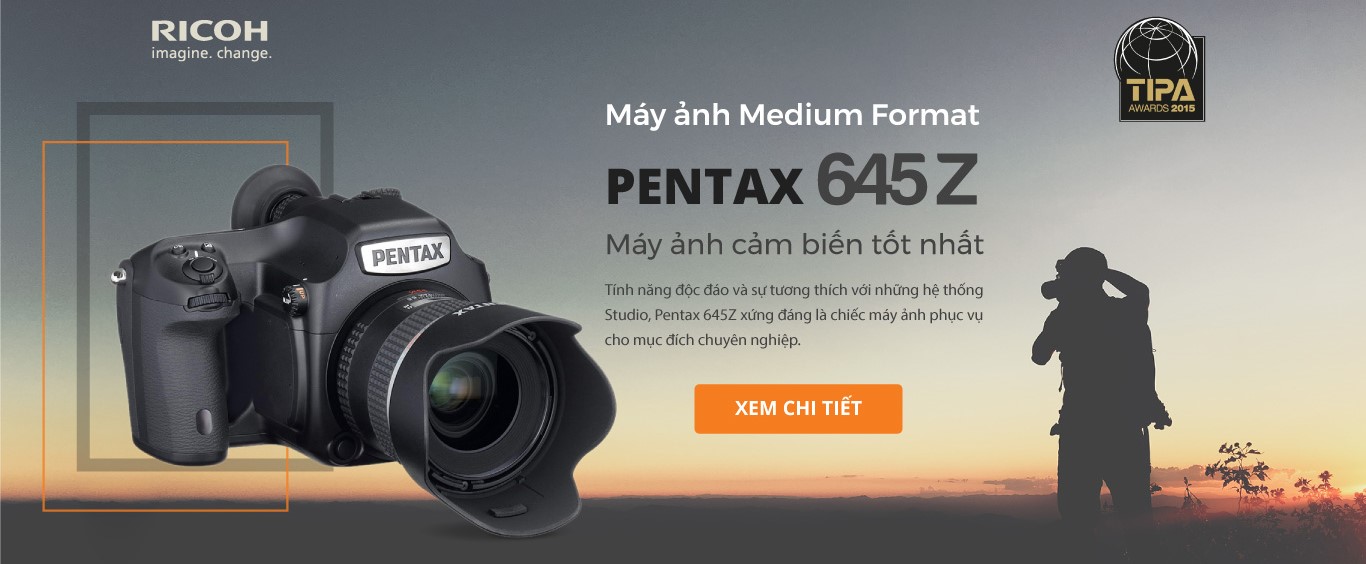 RICOH
imagine. change.
TIPA
AWARDS 2015
Máy ảnh Medium Format
PENTAX 645Z
Máy ảnh cảm biến tốt nhất
Tính năng độc đáo và sự tương thích với những hệ thống
Studio, Pentax 645Z xứng đáng là chiếc máy ảnh phục vụ
cho mục đích chuyên nghiệp.
XEM CHI TIẾT
PENTAX